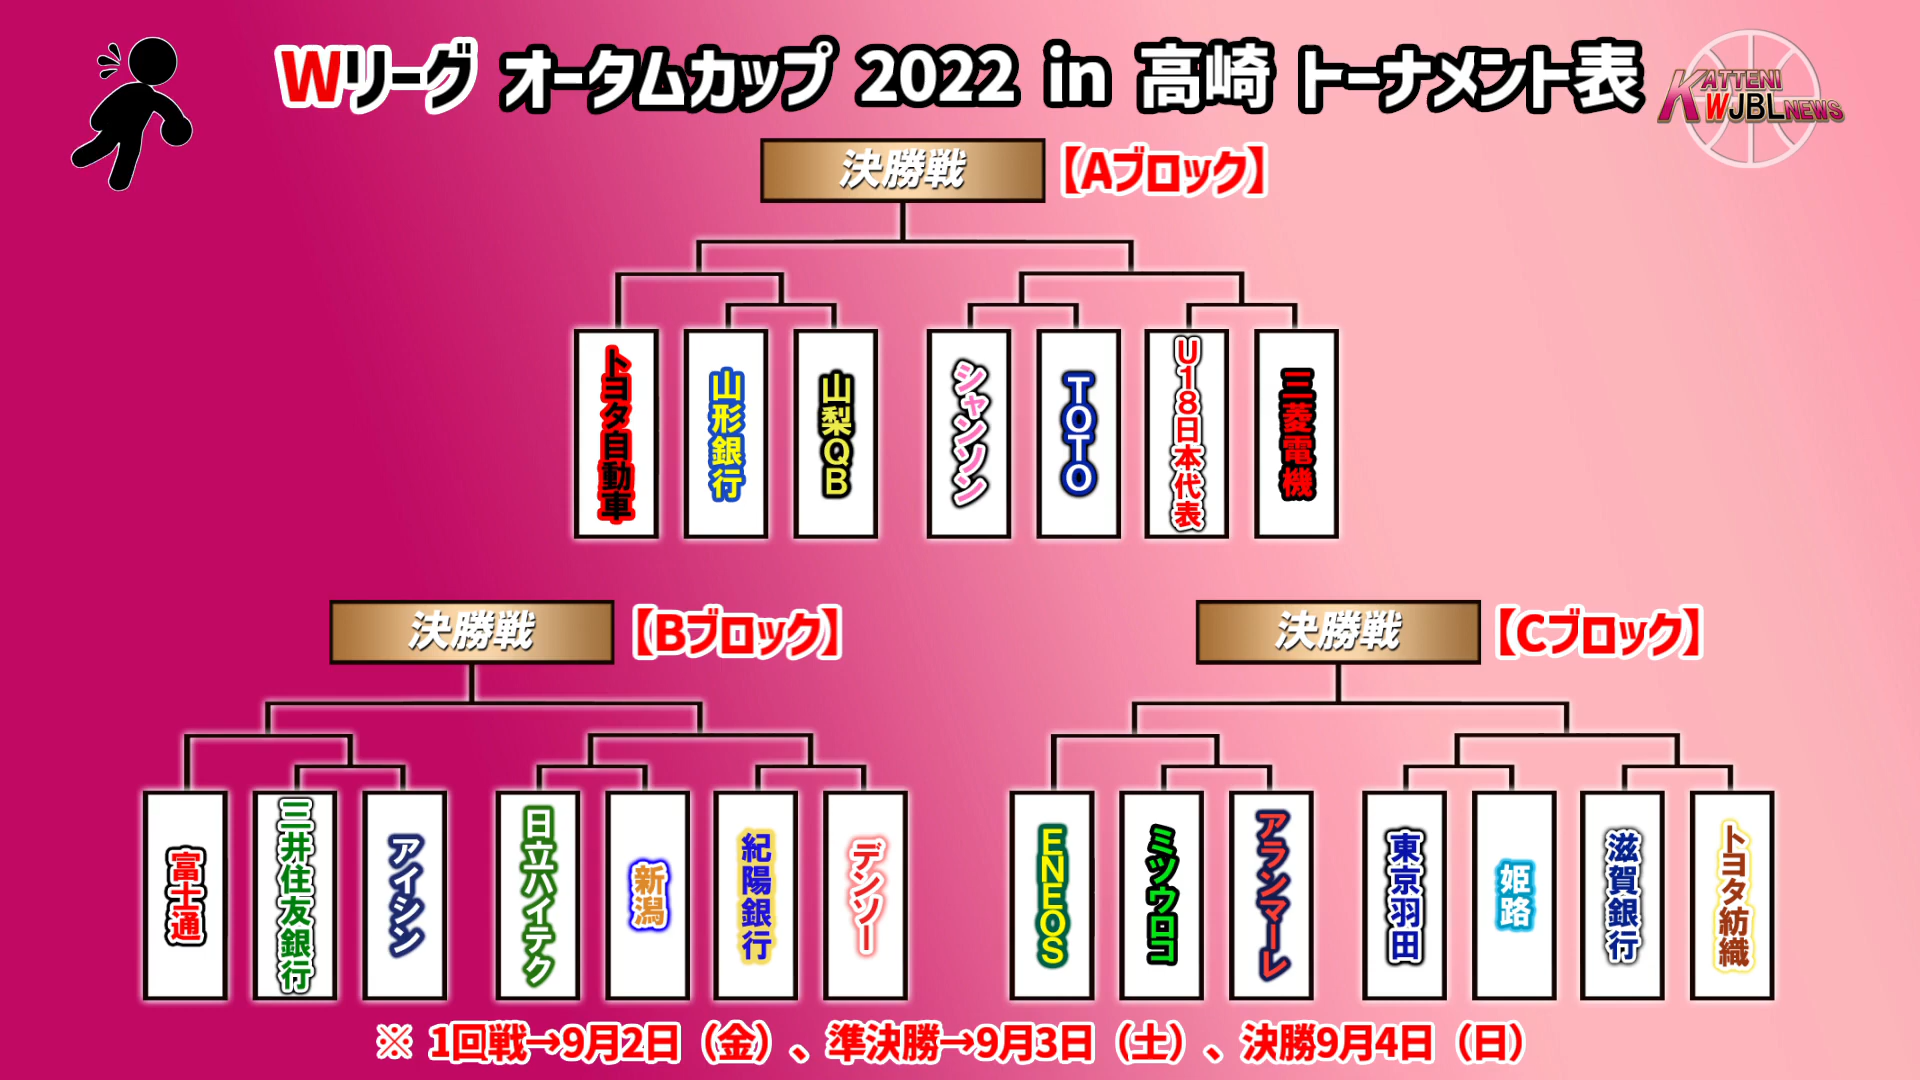 Wリーグ オータムカップ 2022 in 高崎 トーナメント表
KATTENI
WJBLNEWS
決勝戦
【Aブロック】
トヨタ自動車
山形銀行
山梨QB
シャンソン
TOTO
U18日本代表
三菱電機
決勝戦
【Bブロック】
富士通
三井住友銀行
アイシン
日立ハイテク
新潟
紀陽銀行
デンソー
決勝戦
【Cブロック】
ENEOS
ミツウロコ
アランマーレ
東京羽田
姫路
滋賀銀行
トヨタ紡織
※ 1回戦→9月2日（金）、準決勝→9月3日（土）、決勝9月4日（日）